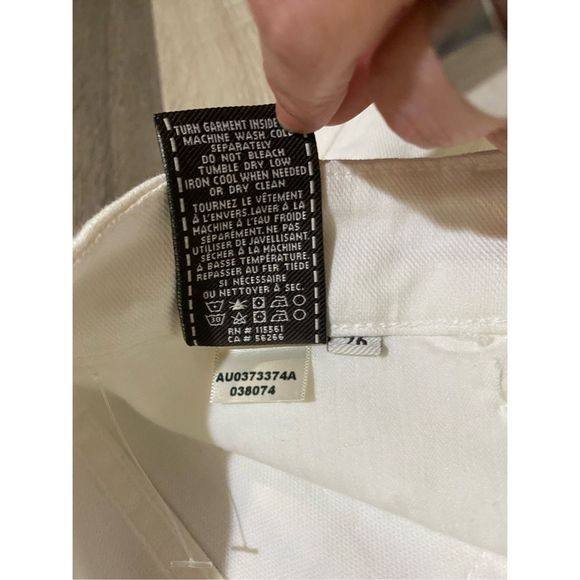 TURN GARMENT INSIDE
MACHINE WASH COLD
SEPARATELY
DO NOT BLEACH
TUMBLE DRY LOW
IRON COOL WHEN NEEDED
OR DRY CLEAN
TOURNEZ LE VÊTEMENT
À L'ENVERS. LAVER À LA
MACHINE À L'EAU FROIDE
SÉPARÉMENT. NE PAS
UTILISER DE JAVELLISANT.
SÉCHER À LA MACHINE
À BASSE TEMPÉRATURE.
REPASSER AU FER TIÈDE
SI NÉCESSAIRE
OU NETTOYER À SEC.
30
RN # 115561
CA # 56266
AU0373374A
038074